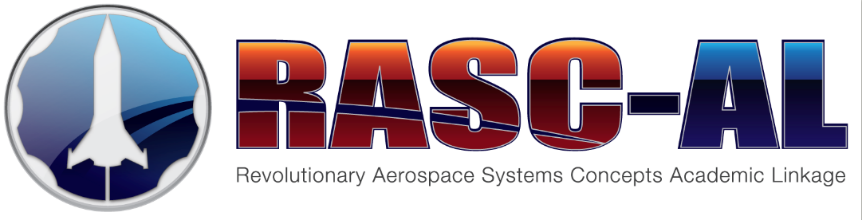 RASC-AL
Revolutionary Aerospace Systems Concepts Academic Linkage